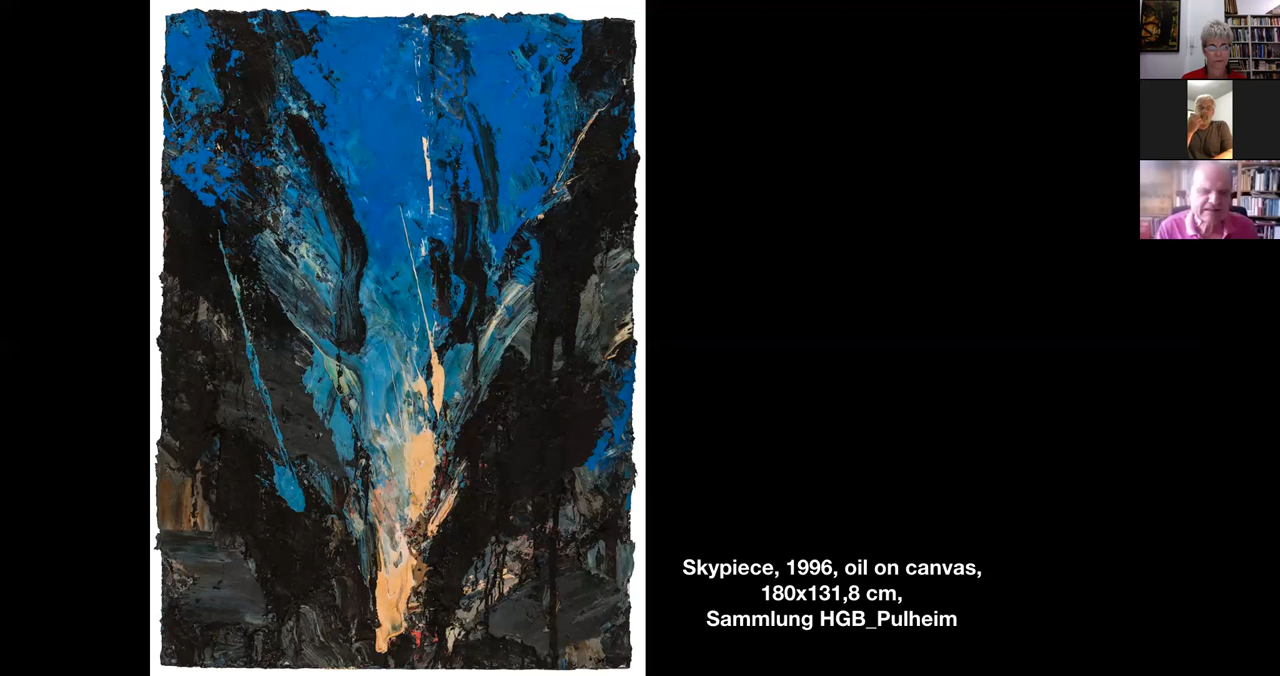 Skypiece, 1996, oil on canvas,
180x131,8 cm,
Sammlung HGB_Pulheim